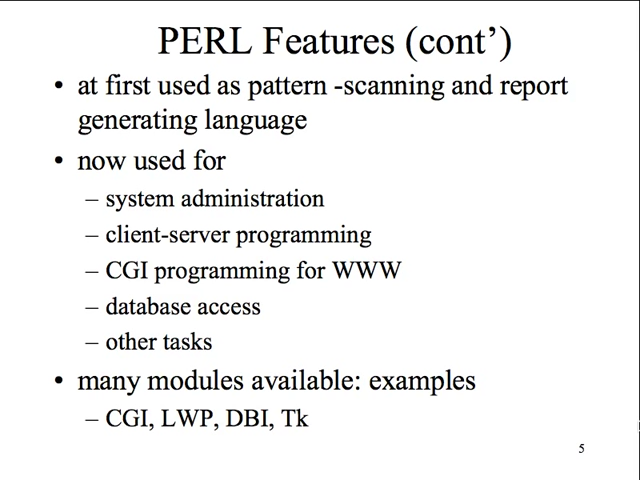 PERL Features (cont’)
• at first used as pattern -scanning and report
generating language
• now used for
– system administration
– client-server programming
– CGI programming for WWW
– database access
– other tasks
• many modules available: examples
– CGI, LWP, DBI, Tk
5